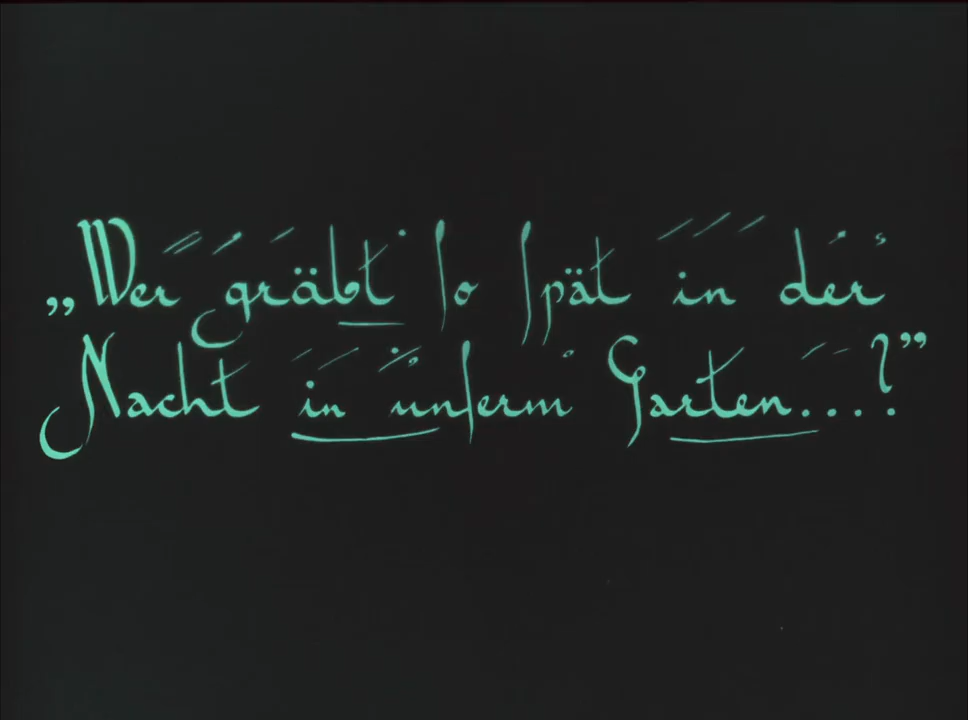 „Wer gräbt ſo ſpät in der
Nacht in unſerm Garten....?”